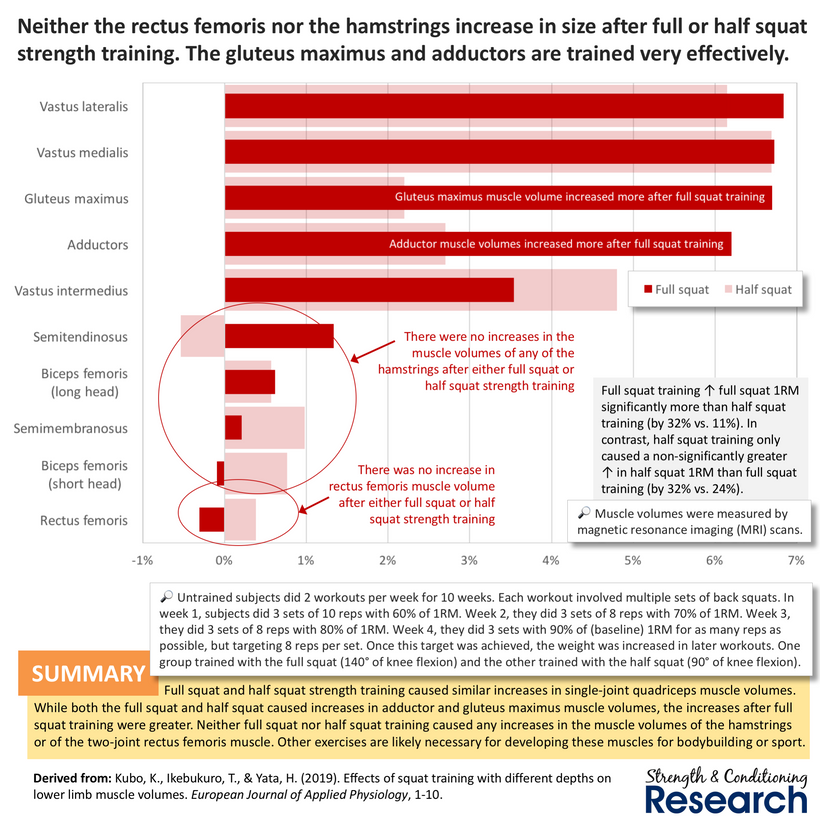 Neither the rectus femoris nor the hamstrings increase in size after full or half squat
strength training. The gluteus maximus and adductors are trained very effectively.
Vastus lateralis
Vastus medialis
Gluteus maximus
Gluteus maximus muscle volume increased more after full squat training
Adductors
Adductor muscle volumes increased more after full squat training
Vastus intermedius
Full squat
Half squat
Semitendinosus
There were no increases in the
muscle volumes of any of the
hamstrings after either full squat or
half squat strength training
Biceps femoris
(long head)
Semimembranosus
Biceps femoris
(short head)
Rectus femoris
There was no increase in
rectus femoris muscle volume
after either full squat or half
squat strength training
Full squat training ↑ full squat 1RM
significantly more than half squat
training (by 32% vs. 11%). In
contrast, half squat training only
caused a non-significantly greater
↑ in half squat 1RM than full squat
training (by 32% vs. 24%).
🔎 Muscle volumes were measured by
magnetic resonance imaging (MRI) scans.
-1% 0% 1% 2% 3% 4% 5% 6% 7%
🔎 Untrained subjects did 2 workouts per week for 10 weeks. Each workout involved multiple sets of back squats. In
week 1, subjects did 3 sets of 10 reps with 60% of 1RM. Week 2, they did 3 sets of 8 reps with 70% of 1RM. Week 3,
they did 3 sets of 8 reps with 80% of 1RM. Week 4, they did 3 sets with 90% of (baseline) 1RM for as many reps as
possible, but targeting 8 reps per set. Once this target was achieved, the weight was increased in later workouts. One
group trained with the full squat (140° of knee flexion) and the other trained with the half squat (90° of knee flexion).
SUMMARY
Full squat and half squat strength training caused similar increases in single-joint quadriceps muscle volumes.
While both the full squat and half squat caused increases in adductor and gluteus maximus muscle volumes, the increases after full
squat training were greater. Neither full squat nor half squat training caused any increases in the muscle volumes of the hamstrings
or of the two-joint rectus femoris muscle. Other exercises are likely necessary for developing these muscles for bodybuilding or sport.
Derived from: Kubo, K., Ikebukuro, T., & Yata, H. (2019). Effects of squat training with different depths on
lower limb muscle volumes. European Journal of Applied Physiology, 1-10.
Strength & Conditioning
Research